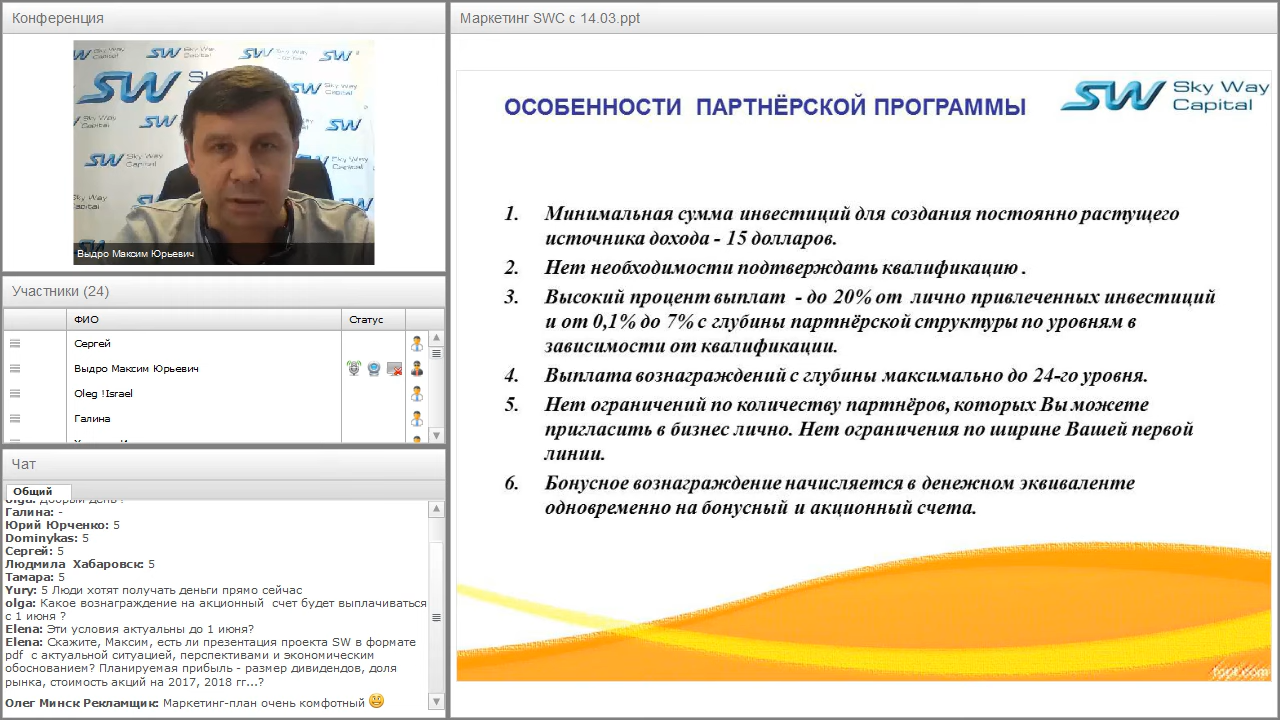 Конференция
SW Sky Way Capital
Выдро Максим Юрьевич
Участники (24)
ФИО
Статус
Сергей
Выдро Максим Юрьевич
Oleg !Israel
Галина
Чат
Общий
olga: добрый день !
Галина: -
Юрий Юрченко: 5
Dominykas: 5
Сергей: 5
Людмила Хабаровск: 5
Тамара: 5
Yury: 5 Люди хотят получать деньги прямо сейчас
olga: Какое вознаграждение на акционный счет будет выплачиваться
с 1 июня ?
Elena: Эти условия актуальны до 1 июня?
Elena: Скажите, Максим, есть ли презентация проекта SW в формате
pdf с актуальной ситуацией, перспективами и экономическим
обоснованием? Планируемая прибыль - размер дивидендов, доля
рынка, стоимость акций на 2017, 2018 гг...?
Олег Минск Рекламщик: Маркетинг-план очень комфотный
Маркетинг SWC с 14.03.ppt
ОСОБЕННОСТИ ПАРТНЁРСКОЙ ПРОГРАММЫ
SW Sky Way
Capital
1. Минимальная сумма инвестиций для создания постоянно растущего
источника дохода - 15 долларов.
2. Нет необходимости подтверждать квалификацию .
3. Высокий процент выплат - до 20% от лично привлеченных инвестиций
и от 0,1% до 7% с глубины партнёрской структуры по уровням в
зависимости от квалификации.
4. Выплата вознаграждений с глубины максимально до 24-го уровня.
5. Нет ограничений по количеству партнёров, которых Вы можете
пригласить в бизнес лично. Нет ограничения по ширине Вашей первой
линии.
6. Бонусное вознаграждение начисляется в денежном эквиваленте
одновременно на бонусный и акционный счета.
fppt.com